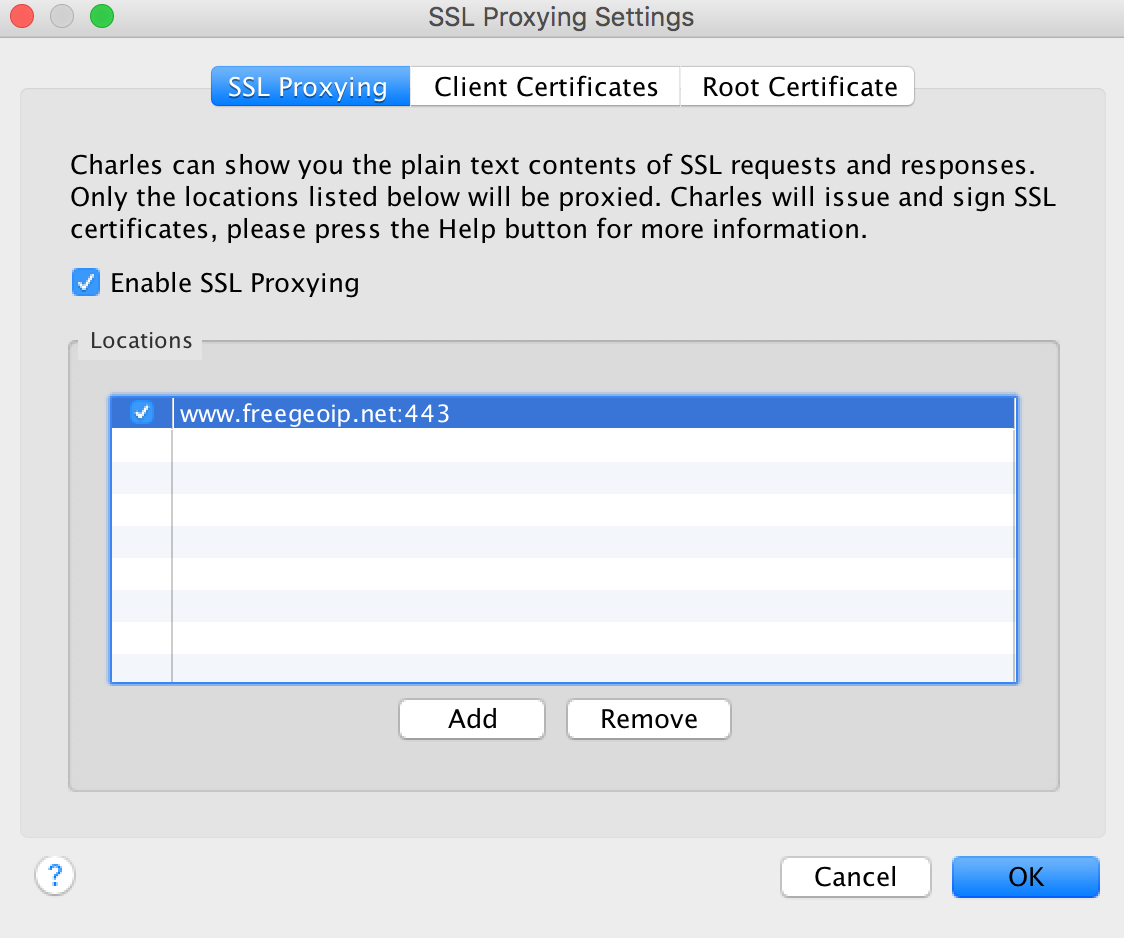 SSL Proxying Settings
SSL Proxying
Client Certificates
Root Certificate
Charles can show you the plain text contents of SSL requests and responses.
Only the locations listed below will be proxied. Charles will issue and sign SSL
certificates, please press the Help button for more information.
Enable SSL Proxying
Locations
www.freegeoip.net:443
Add
Remove
?
Cancel
OK